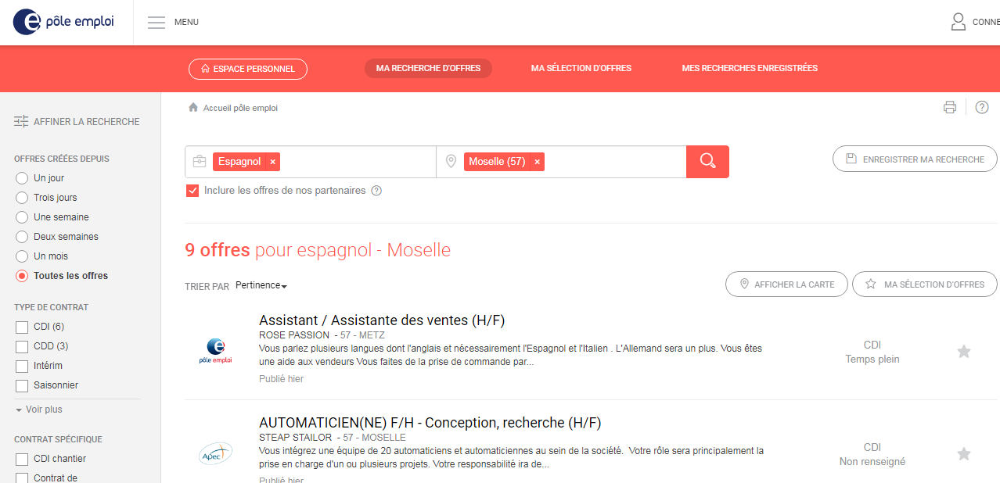 pôle emploi
MENU
CONNE
ESPACE PERSONNEL
MA RECHERCHE D'OFFRES
MA SÉLECTION D'OFFRES
MES RECHERCHES ENREGISTRÉES
AFFINER LA RECHERCHE
OFFRES CRÉÉES DEPUIS
Un jour
Trois jours
Une semaine
Deux semaines
Un mois
Toutes les offres
TYPE DE CONTRAT
CDI (6)
CDD (3)
Intérim
Saisonnier
Voir plus
CONTRAT SPÉCIFIQUE
CDI chantier
Contrat de
Accueil pôle emploi
?
Espagnol ×
Moselle (57) ×
ENREGISTRER MA RECHERCHE
Inclure les offres de nos partenaires ?
9 offres pour espagnol - Moselle
TRIER PAR Pertinence
AFFICHER LA CARTE
MA SÉLECTION D'OFFRES
pôle emploi
Assistant / Assistante des ventes (H/F)
ROSE PASSION - 57 - METZ
Vous parlez plusieurs langues dont l'anglais et nécessairement l'Espagnol et l'Italien . L'Allemand sera un plus. Vous êtes
une aide aux vendeurs Vous faites de la prise de commande par...
Publié hier
CDI
Temps plein
Apec
AUTOMATICIEN(NE) F/H - Conception, recherche (H/F)
STEAP STAILOR - 57 - MOSELLE
Vous intégrez une équipe de 20 automaticiens et automaticiennes au sein de la société. Votre rôle sera principalement la
prise en charge d'un ou plusieurs projets. Votre responsabilité ira de...
Publié hier
CDI
Non renseigné